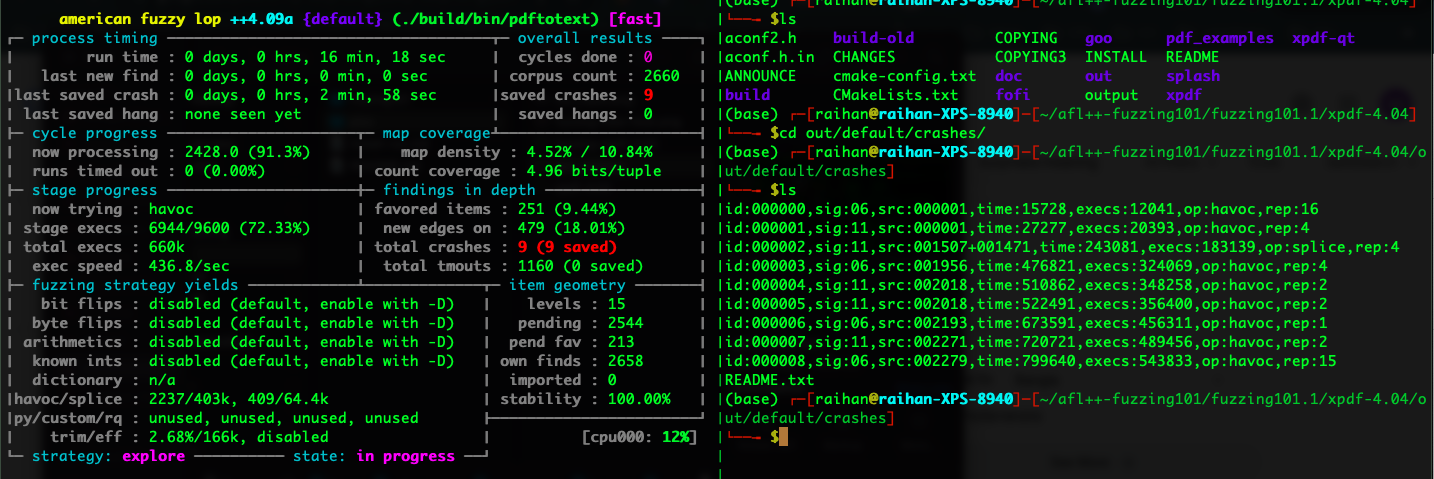 american fuzzy lop ++4.09a {default} (./build/bin/pdftotext) [fast]
process timing overall results
run time : 0 days, 0 hrs, 16 min, 18 sec cycles done : 0
last new find : 0 days, 0 hrs, 0 min, 0 sec corpus count : 2660
last saved crash : 0 days, 0 hrs, 2 min, 58 sec saved crashes : 9
last saved hang : none seen yet saved hangs : 0
cycle progress map coverage
now processing : 2428.0 (91.3%) map density : 4.52% / 10.84%
runs timed out : 0 (0.00%) count coverage : 4.96 bits/tuple
stage progress findings in depth
now trying : havoc favored items : 251 (9.44%)
stage execs : 6944/9600 (72.33%) new edges on : 479 (18.01%)
total execs : 660k total crashes : 9 (9 saved)
exec speed : 436.8/sec total tmouts : 1160 (0 saved)
fuzzing strategy yields item geometry
bit flips : disabled (default, enable with -D) levels : 15
byte flips : disabled (default, enable with -D) pending : 2544
arithmetics : disabled (default, enable with -D) pend fav : 213
known ints : disabled (default, enable with -D) own finds : 2658
dictionary : n/a imported : 0
havoc/splice : 2237/403k, 409/64.4k stability : 100.00%
py/custom/rq : unused, unused, unused, unused
trim/eff : 2.68%/166k, disabled [cpu000: 12%]
strategy: explore state: in progress
(base) [raihan@raihan-XPS-8940]-[~/afl++-fuzzing101/fuzzing101.1/xpdf-4.04]
$ls
aconf2.h build-old COPYING goo pdf_examples xpdf-qt
aconf.h.in CHANGES COPYING3 INSTALL README
ANNOUNCE cmake-config.txt doc out splash
build CMakeLists.txt fofi output xpdf
(base) [raihan@raihan-XPS-8940]-[~/afl++-fuzzing101/fuzzing101.1/xpdf-4.04]
$cd out/default/crashes/
(base) [raihan@raihan-XPS-8940]-[~/afl++-fuzzing101/fuzzing101.1/xpdf-4.04/o
ut/default/crashes]
$ls
id:000000,sig:06,src:000001,time:15728,execs:12041,op:havoc,rep:16
id:000001,sig:11,src:000001,time:27277,execs:20393,op:havoc,rep:4
id:000002,sig:11,src:001507+001471,time:243081,execs:183139,op:splice,rep:4
id:000003,sig:06,src:001956,time:476821,execs:324069,op:havoc,rep:4
id:000004,sig:11,src:002018,time:510862,execs:348258,op:havoc,rep:2
id:000005,sig:11,src:002018,time:522491,execs:356400,op:havoc,rep:2
id:000006,sig:06,src:002193,time:673591,execs:456311,op:havoc,rep:1
id:000007,sig:11,src:002271,time:720721,execs:489456,op:havoc,rep:2
id:000008,sig:06,src:002279,time:799640,execs:543833,op:havoc,rep:15
README.txt
(base) [raihan@raihan-XPS-8940]-[~/afl++-fuzzing101/fuzzing101.1/xpdf-4.04/o
ut/default/crashes]
$